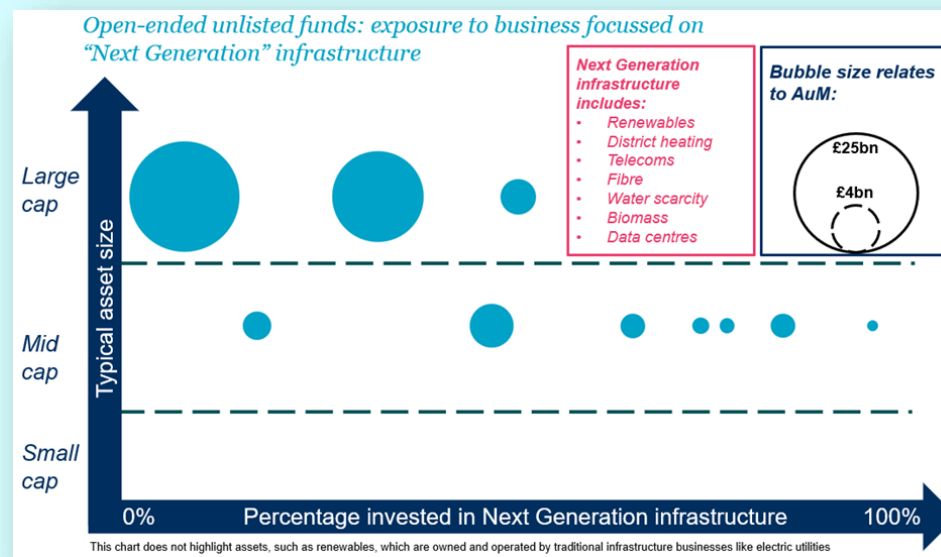 Open-ended unlisted funds: exposure to business focussed on
“Next Generation” infrastructure
Next Generation
infrastructure
includes:
• Renewables
• District heating
• Telecoms
• Fibre
• Water scarcity
• Biomass
• Data centres
Bubble size relates
to AuM:
£25bn
£4bn
Large
cap
Mid
cap
Small
cap
Typical asset size
0%
Percentage invested in Next Generation infrastructure
100%
This chart does not highlight assets, such as renewables, which are owned and operated by traditional infrastructure businesses like electric utilities